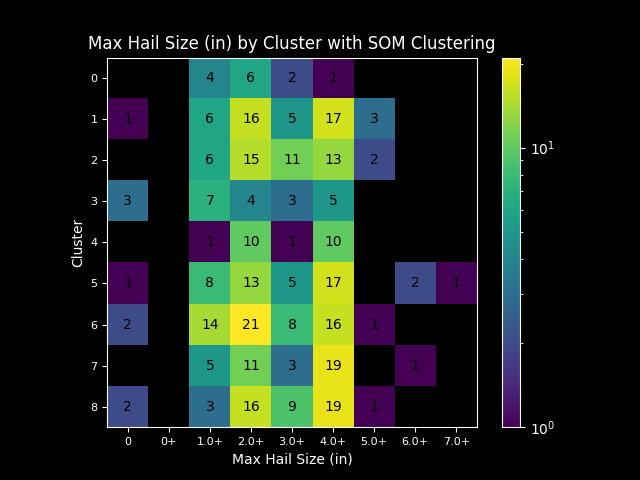 Max Hail Size (in) by Cluster with SOM Clustering
0 4 6 2 1
1 1 6 16 5 17 3
2 6 15 11 13 2
3 3 7 4 3 5
4 1 10 1 10
5 1 8 13 5 17 2 1
6 2 14 21 8 16 1
7 5 11 3 19 1
8 2 3 16 9 19 1
0 0+ 1.0+ 2.0+ 3.0+ 4.0+ 5.0+ 6.0+ 7.0+
Max Hail Size (in)
Cluster
10¹
10⁰